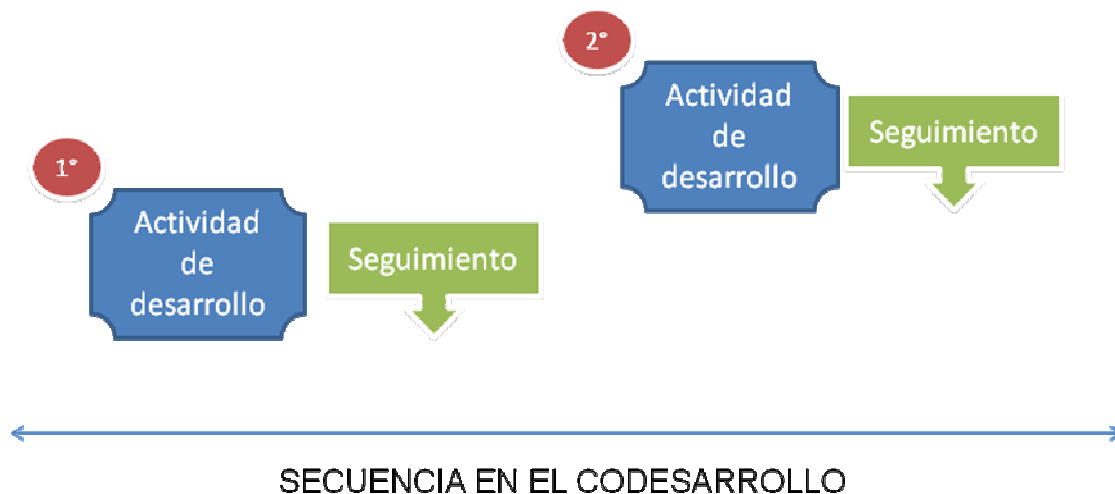 1°
Actividad
de
desarrollo
Seguimiento
2°
Actividad
de
desarrollo
Seguimiento
SECUENCIA EN EL CODESARROLLO